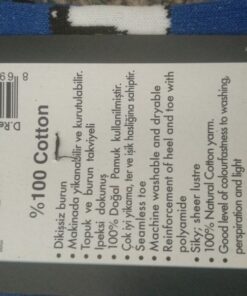 %100 Cotton
• Dikişsiz burun
• Makinada yıkanabilir ve kurutulabilir.
• Topuk ve burun takviyeli
• İpeksi dokunuş
• 100% Doğal Pamuk kullanılmıştır.
• Çok iyi yıkama, ter ve ışık haslığına sahiptir.
• Seamless toe
• Machine washable and dryable
• Reinforcement of heel and toe with
polyamide
• Silky; sheer lustre
• 100% Natural Cotton yarn.
• Good level of colourfastness to washing,
perspiration and light
8 69